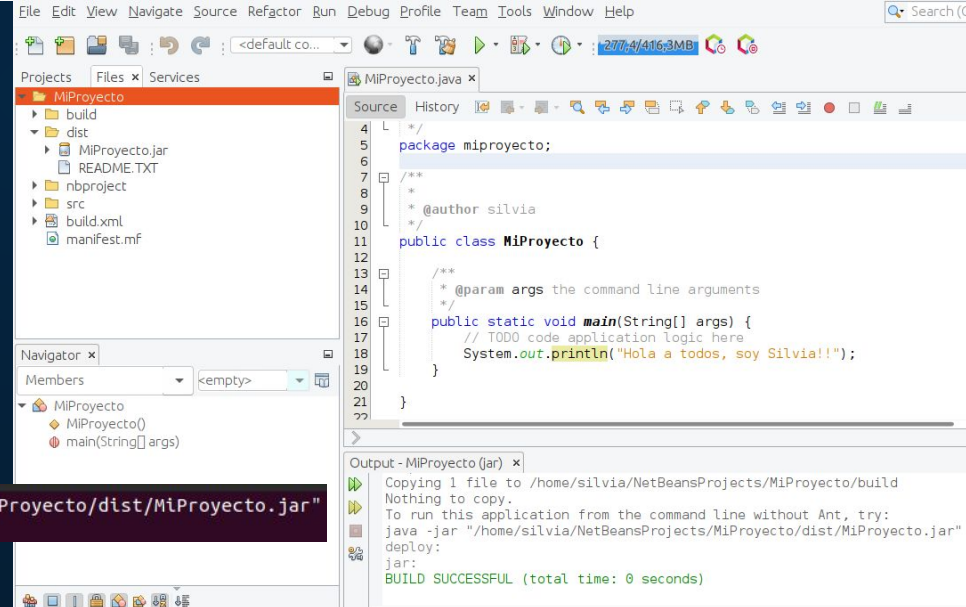 File Edit View Navigate Source Refactor Run Debug Profile Team Tools Window Help
Search (C
<default co...
277,4/416,3MB
Projects Files Services
MiProyecto
build
dist
MiProyecto.jar
README.TXT
nbproject
src
build.xml
manifest.mf
MiProyecto.java
Source History
4 */
5 package miproyecto;
6
7 /**
8 *
9 * @author silvia
10 */
11 public class MiProyecto {
12
13 /**
14 * @param args the command line arguments
15 */
16 public static void main(String[] args) {
17 // TODO code application logic here
18 System.out.println("Hola a todos, soy Silvia!!");
19 }
20
21 }
22
Navigator
Members <empty>
MiProyecto
MiProyecto()
main(String[] args)
Proyecto/dist/MiProyecto.jar"
Output - MiProyecto (jar)
Copying 1 file to /home/silvia/NetBeansProjects/MiProyecto/build
Nothing to copy.
To run this application from the command line without Ant, try:
java -jar "/home/silvia/NetBeansProjects/MiProyecto/dist/MiProyecto.jar"
deploy:
jar:
BUILD SUCCESSFUL (total time: 0 seconds)